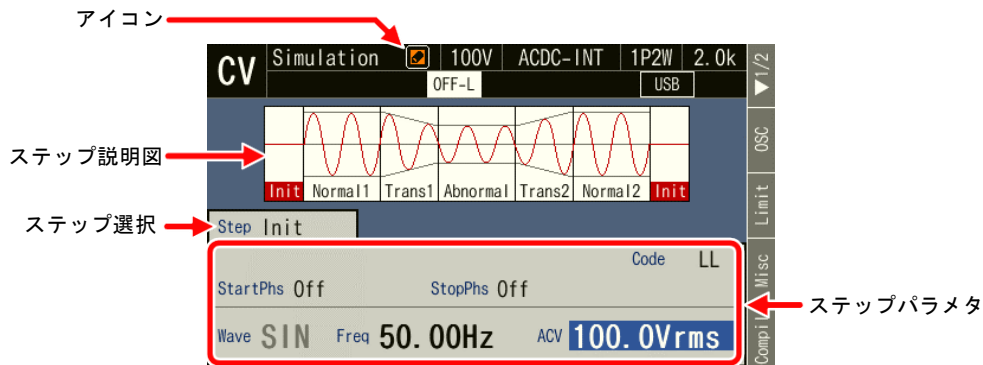 アイコン
CV Simulation 100V ACDC-INT 1P2W 2.0k
OFF-L USB
▼1/2
OSC
Limit
Misc
ステップ説明図
Init Normal1 Trans1 Abnormal Trans2 Normal2 Init
ステップ選択
Step Init
Code LL
StartPhs Off StopPhs Off
ステップパラメタ
Wave SIN Freq 50.00Hz ACV 100.0Vrms